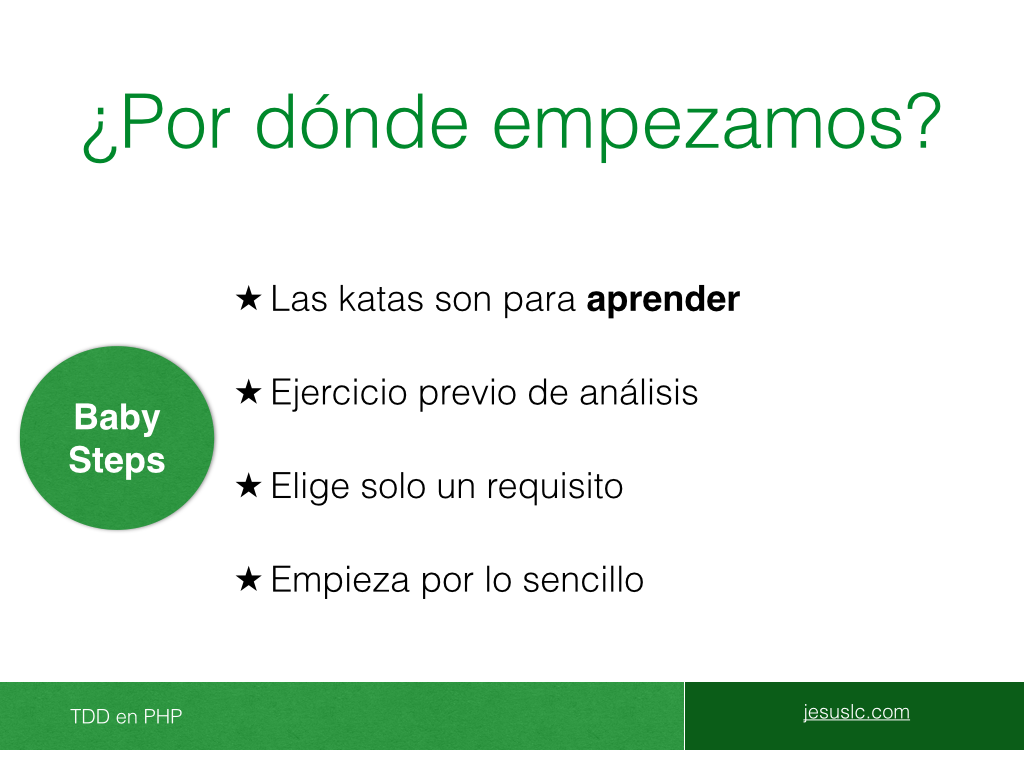 ¿Por dónde empezamos?
★ Las katas son para aprender
★ Ejercicio previo de análisis
Baby
Steps
★ Elige solo un requisito
★ Empieza por lo sencillo
TDD en PHP
jesuslc.com